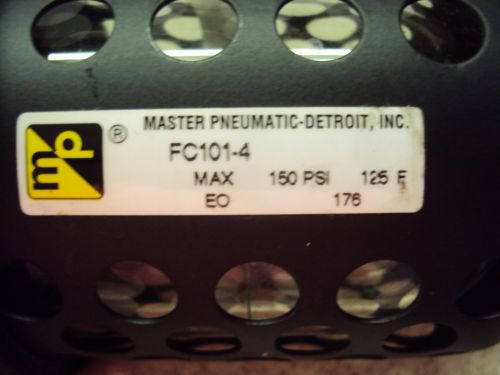 mp ® MASTER PNEUMATIC-DETROIT, INC.
FC101-4
MAX 150 PSI 125 F
EO 176